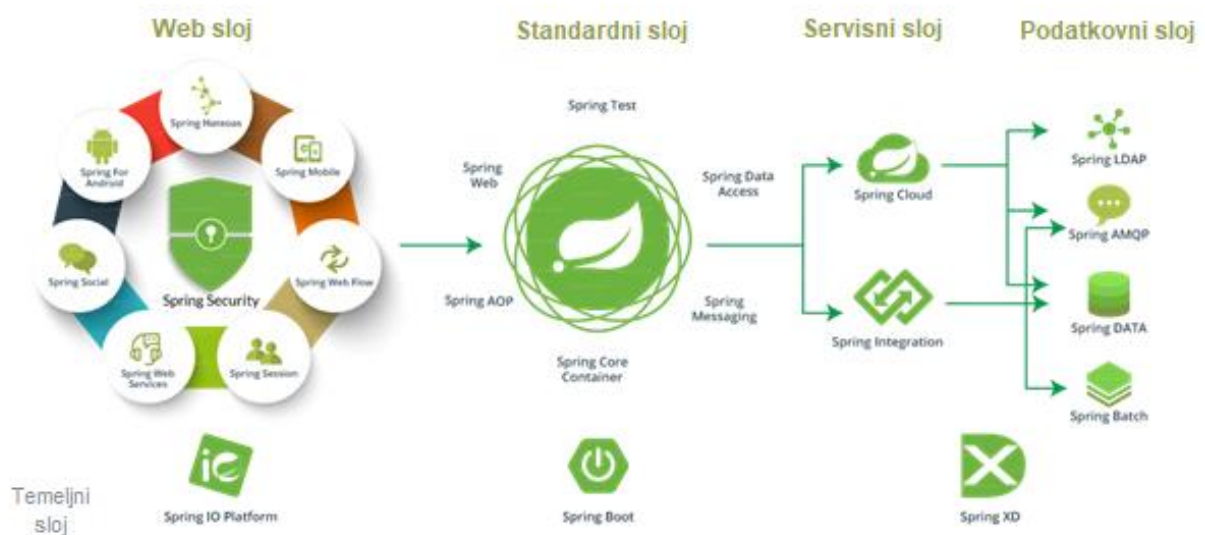 Web sloj
Standardni sloj
Servisni sloj
Podatkovni sloj
Spring Hateoas
Spring For
Android
Spring Mobile
Spring Social
Spring Security
Spring Web Flow
Spring Web
Services
Spring Session
Spring Test
Spring
Web
Spring Data
Access
Spring AOP
Spring
Messaging
Spring Core
Container
Spring Cloud
Spring Integration
Spring LDAP
Spring AMQP
Spring DATA
Spring Batch
Temeljni
sloj
Spring IO Platform
Spring Boot
Spring XD